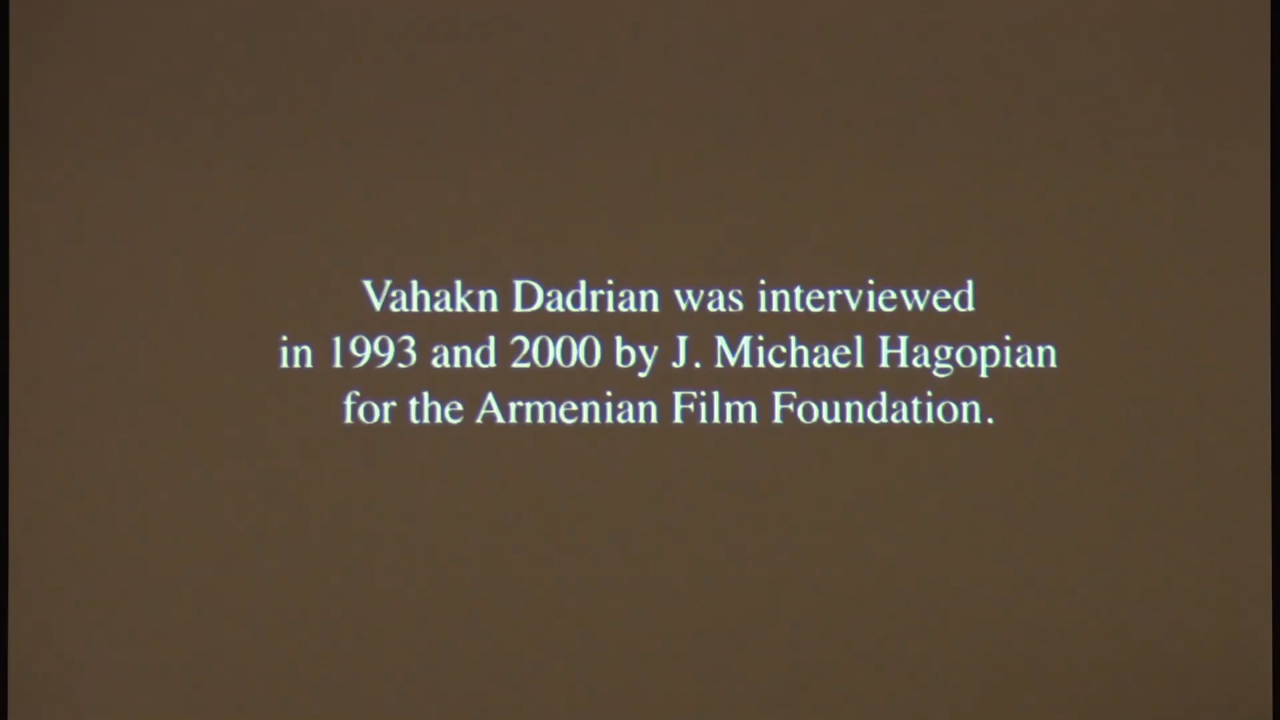 Vahakn Dadrian was interviewed
in 1993 and 2000 by J. Michael Hagopian
for the Armenian Film Foundation.